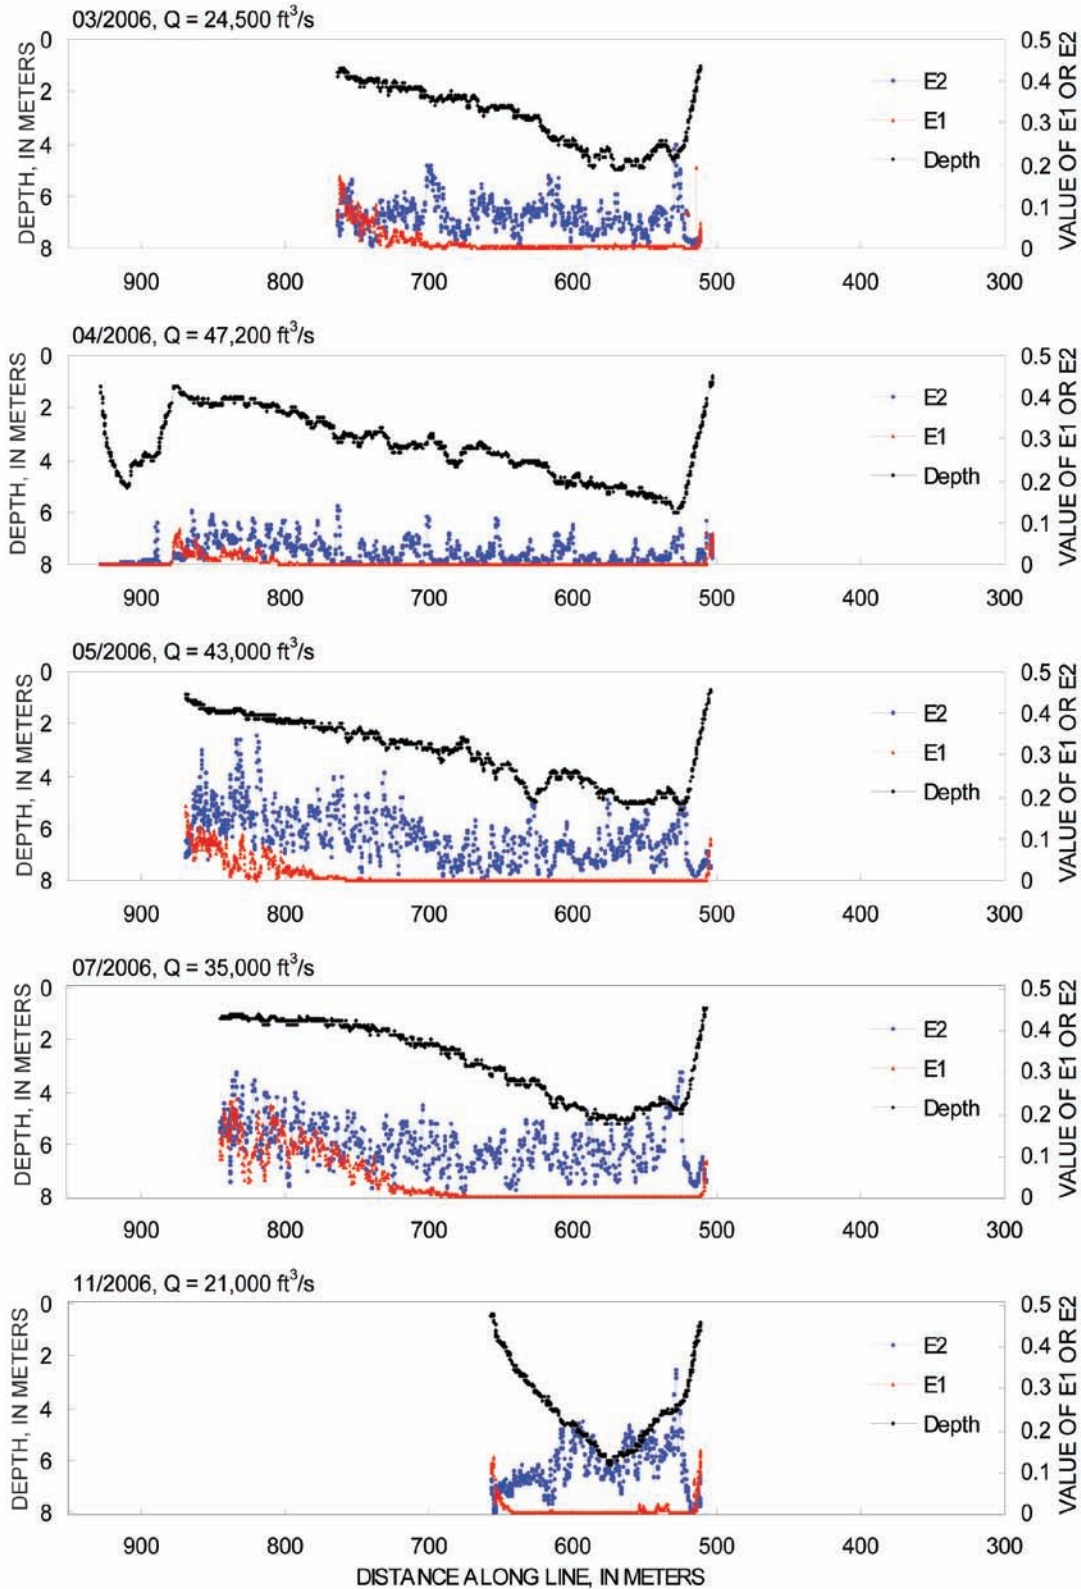 03/2006, Q = 24,500 ft³/s
DEPTH, IN METERS
0
2
4
6
8
0.5
0.4
0.3
0.2
0.1
0
VALUE OF E1 OR E2
E2
E1
Depth
900 800 700 600 500 400 300
04/2006, Q = 47,200 ft³/s
DEPTH, IN METERS
0
2
4
6
8
0.5
0.4
0.3
0.2
0.1
0
VALUE OF E1 OR E2
E2
E1
Depth
900 800 700 600 500 400 300
05/2006, Q = 43,000 ft³/s
DEPTH, IN METERS
0
2
4
6
8
0.5
0.4
0.3
0.2
0.1
0
VALUE OF E1 OR E2
E2
E1
Depth
900 800 700 600 500 400 300
07/2006, Q = 35,000 ft³/s
DEPTH, IN METERS
0
2
4
6
8
0.5
0.4
0.3
0.2
0.1
0
VALUE OF E1 OR E2
E2
E1
Depth
900 800 700 600 500 400 300
11/2006, Q = 21,000 ft³/s
DEPTH, IN METERS
0
2
4
6
8
0.5
0.4
0.3
0.2
0.1
0
VALUE OF E1 OR E2
E2
E1
Depth
900 800 700 600 500 400 300
DISTANCE ALONG LINE, IN METERS